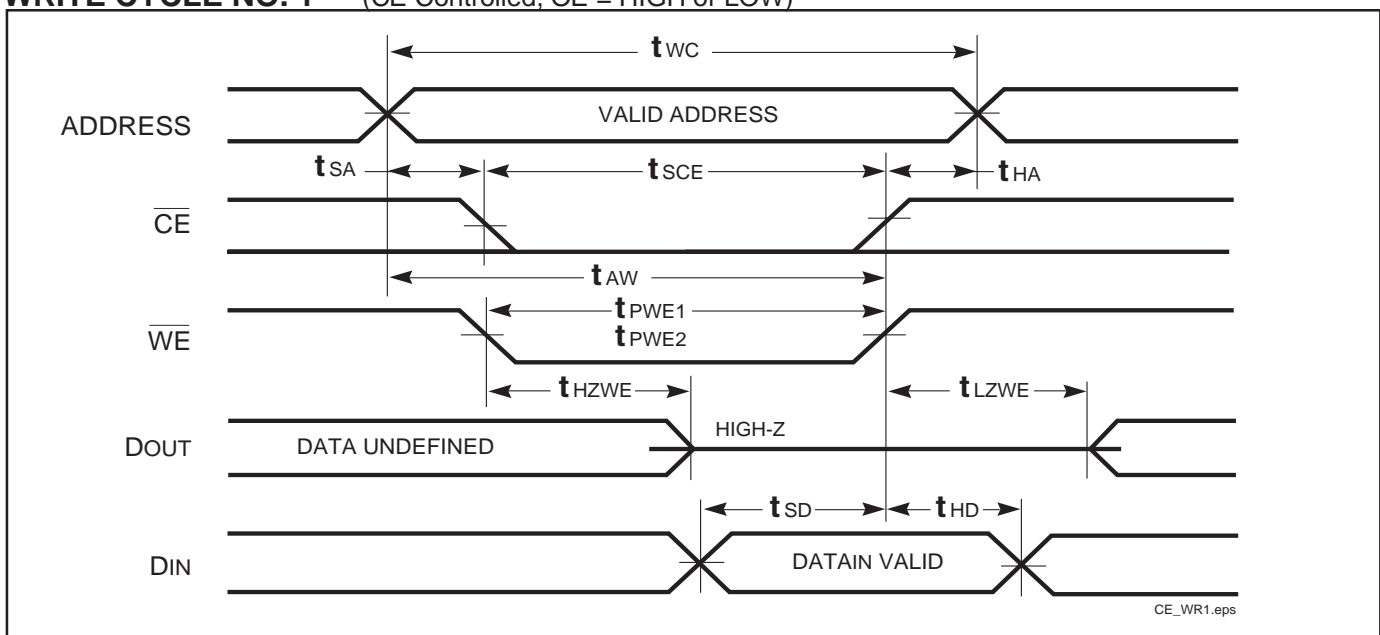 WRITE CYCLE NO. 1 (CE Controlled, OE = HIGH or LOW)
tWC
ADDRESS
VALID ADDRESS
tSA
tSCE
tHA
CE
tAW
tPWE1
tPWE2
WE
tHZWE
tLZWE
DOUT
DATA UNDEFINED
HIGH-Z
tSD
tHD
DIN
DATAIN VALID
CE_WR1.eps